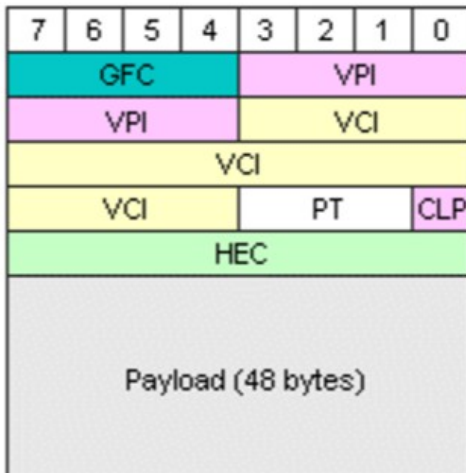 7 6 5 4 3 2 1 0
GFC VPI
VPI VCI
VCI
VCI PT CLP
HEC
Payload (48 bytes)